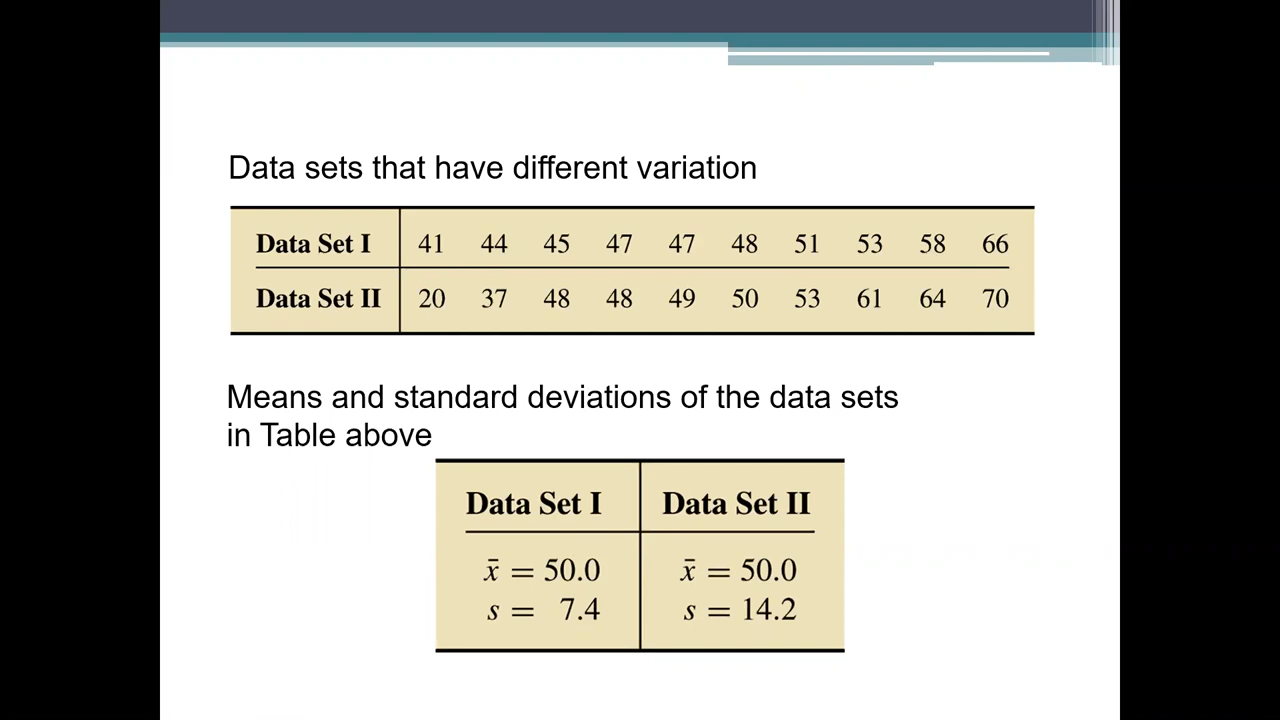 Data sets that have different variation
Data Set I 41 44 45 47 47 48 51 53 58 66
Data Set II 20 37 48 48 49 50 53 61 64 70
Means and standard deviations of the data sets
in Table above
Data Set I Data Set II
x̄ = 50.0 x̄ = 50.0
s = 7.4 s = 14.2